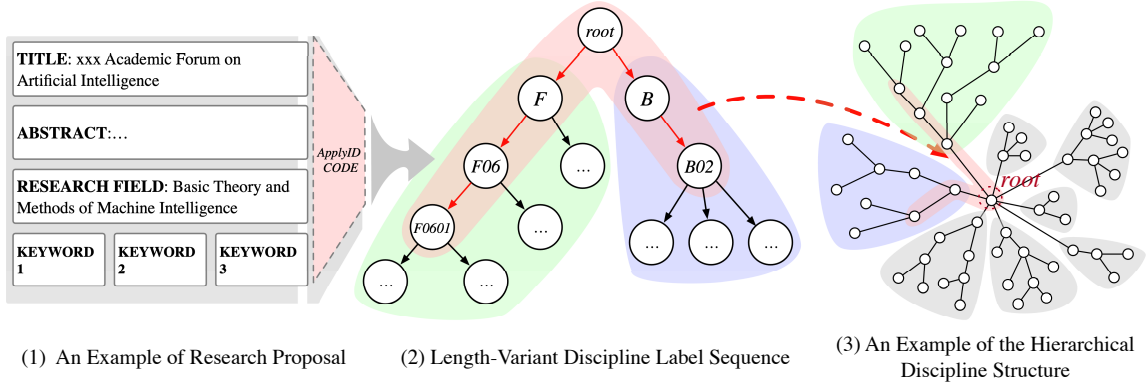 TITLE: xxx Academic Forum on
Artificial Intelligence
ABSTRACT:...
RESEARCH FIELD: Basic Theory and
Methods of Machine Intelligence
KEYWORD
1
KEYWORD
2
KEYWORD
3
ApplyID
CODE
root
F
B
F06
...
B02
F0601
...
...
...
...
...
...
root
(1) An Example of Research Proposal
(2) Length-Variant Discipline Label Sequence
(3) An Example of the Hierarchical
Discipline Structure